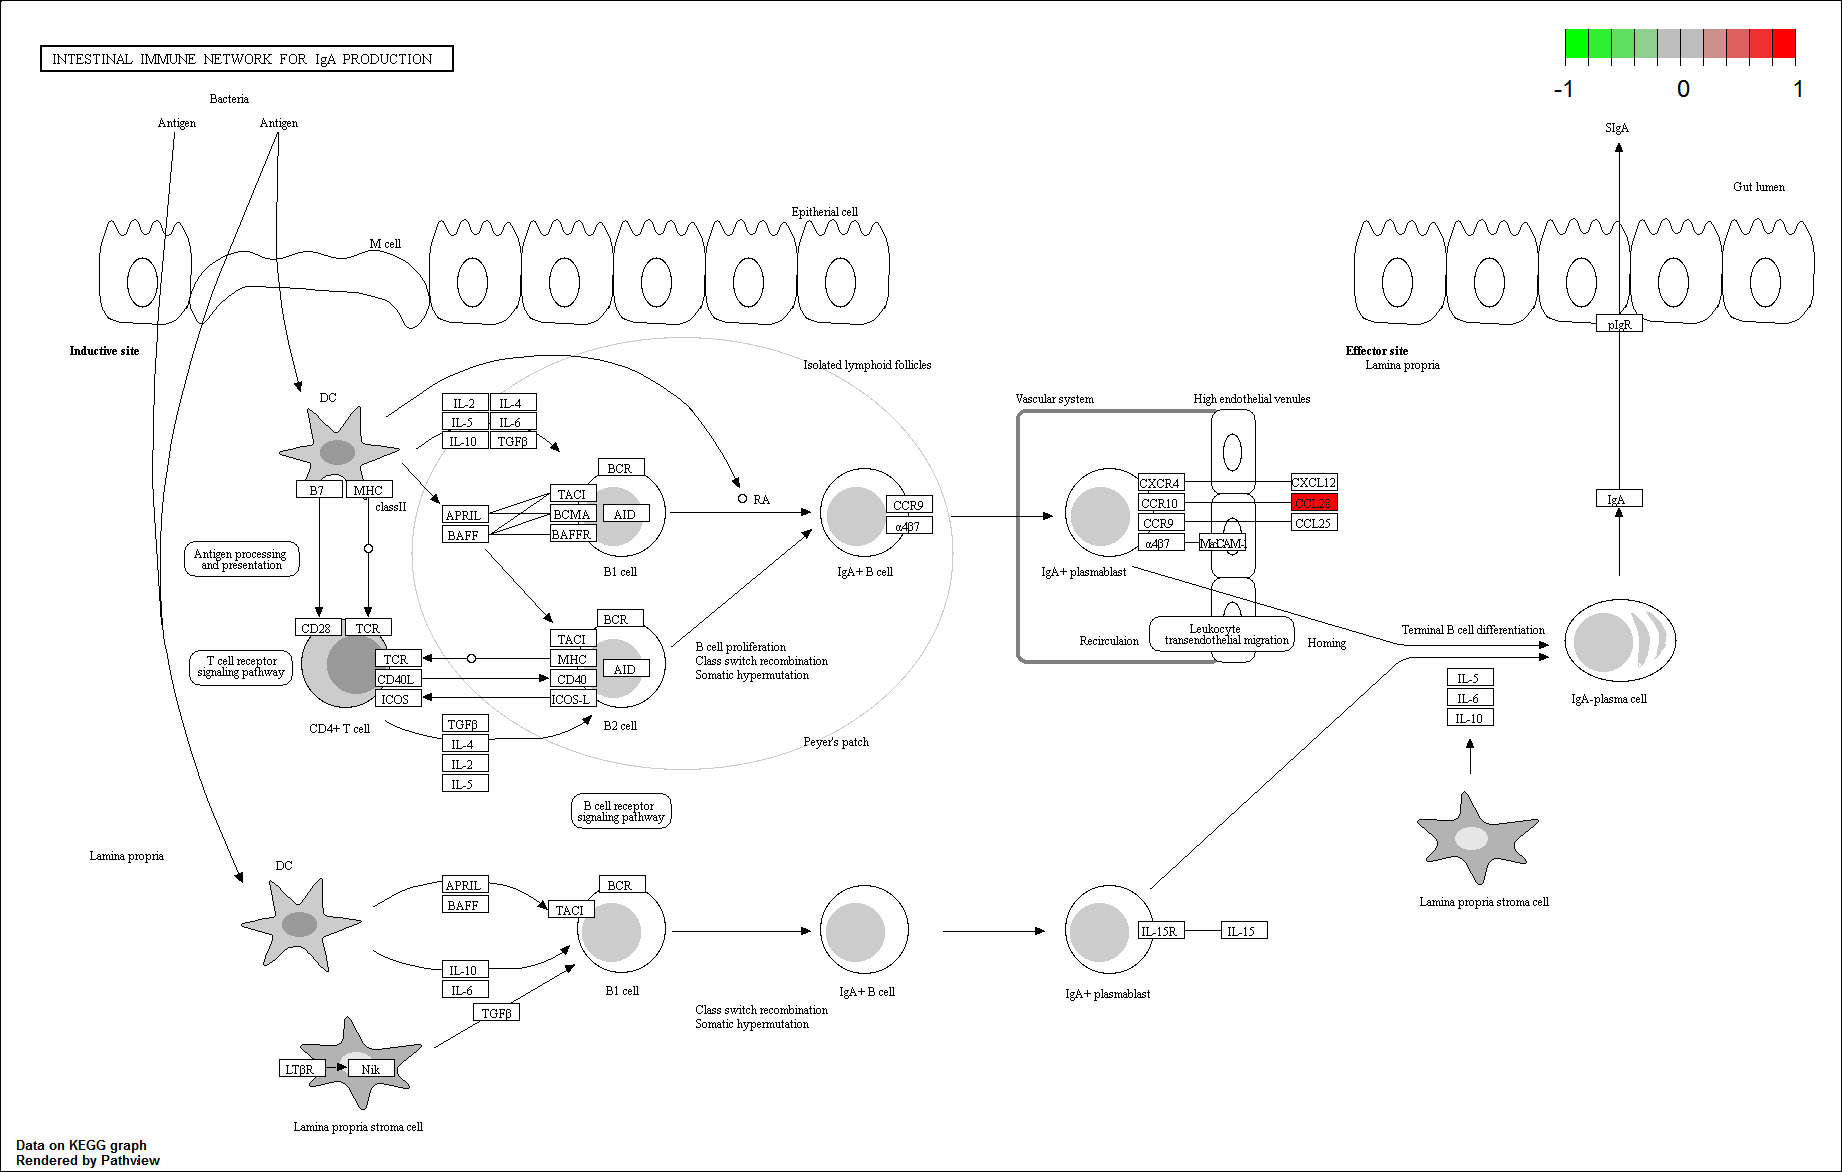 INTESTINAL IMMUNE NETWORK FOR IgA PRODUCTION
-1 0 1
Bacteria
Antigen Antigen
SIgA
Gut lumen
Epitherial cell
M cell
pIgR
Inductive site
Effector site
Lamina propria
Isolated lymphoid follicles
DC
Vascular system
High endothelial venules
IL-2 IL-4
IL-5 IL-6
IL-10 TGFβ
BCR
B7 MHC
classII
TACI
APRIL
BCMA
AID
BAFF
BAFFR
RA
CCR9
α4β7
CXCR4
CXCL12
CCR10
CCL28
CCR9
CCL25
α4β7
IgA
Antigen processing
and presentation
B1 cell
IgA+ B cell
IgA+ plasmablast
CD28 TCR
BCR
TACI
TCR
MHC
AID
CD40L
CD40
ICOS
ICOS-L
T cell receptor
signaling pathway
B cell proliferation
Class switch recombination
Somatic hypermutation
Recirculaion
Leukocyte
transendothelial migration
Homing
Terminal B cell differentiation
IL-5
IL-6
IL-10
IgA-plasma cell
CD4+ T cell
TGFβ
IL-4
IL-2
IL-5
B2 cell
Peyer's patch
B cell receptor
signaling pathway
Lamina propria
DC
APRIL
BAFF
BCR
TACI
IL-10
IL-6
TGFβ
B1 cell
IgA+ B cell
IL-15R IL-15
IgA+ plasmablast
Lamina propria stroma cell
Class switch recombination
Somatic hypermutation
LTβR Nik
Lamina propria stroma cell
Data on KEGG graph
Rendered by Pathview